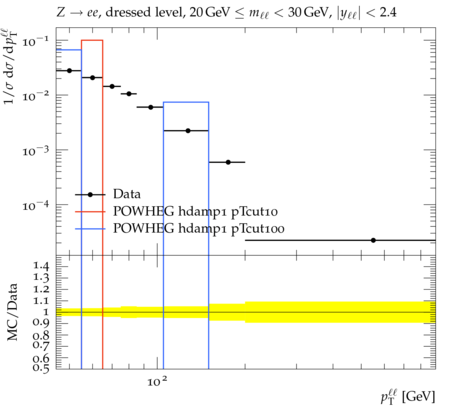 Z → ee, dressed level, 20 GeV ≤ mℓℓ < 30 GeV, |yℓℓ| < 2.4
1/σ dσ/dpTℓℓ
10⁻¹
10⁻²
10⁻³
10⁻⁴
Data
POWHEG hdamp1 pTcut10
POWHEG hdamp1 pTcut100
MC/Data
1.4
1.3
1.2
1.1
1
0.9
0.8
0.7
0.6
0.5
10²
pTℓℓ [GeV]